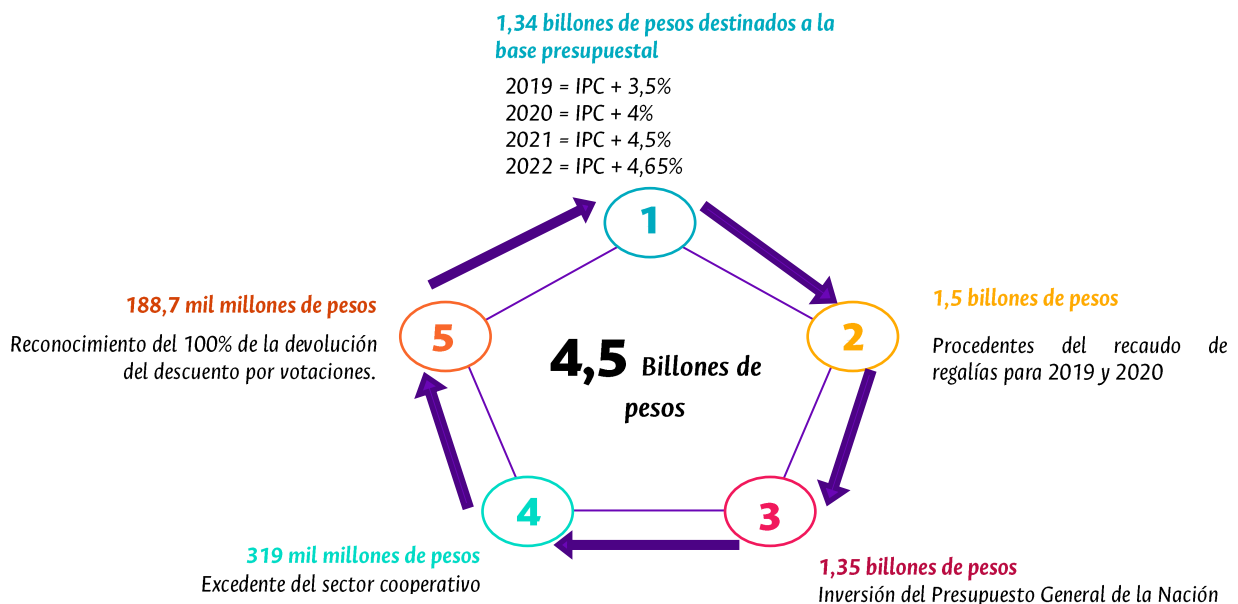 1,34 billones de pesos destinados a la
base presupuestal
2019 = IPC + 3,5%
2020 = IPC + 4%
2021 = IPC + 4,5%
2022 = IPC + 4,65%
1
2
1,5 billones de pesos
Procedentes del recaudo de
regalías para 2019 y 2020
3
1,35 billones de pesos
Inversión del Presupuesto General de la Nación
4
319 mil millones de pesos
Excedente del sector cooperativo
5
188,7 mil millones de pesos
Reconocimiento del 100% de la devolución
del descuento por votaciones.
4,5 Billones de
pesos